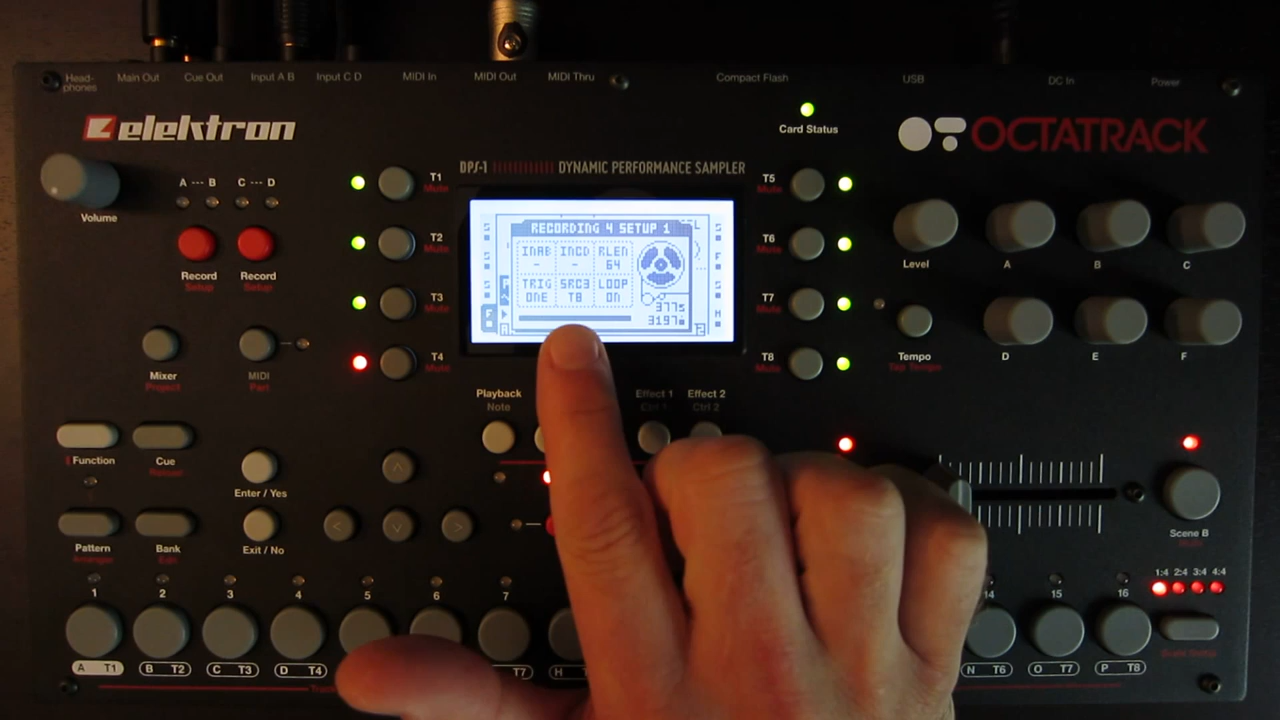 Head-
phones
Main Out
Cue Out
Input A B
Input C D
MIDI In
MIDI Out
MIDI Thru
Compact Flash
USB
DC In
Power
elektron
Card Status
OCTATRACK
DPS-1 DYNAMIC PERFORMANCE SAMPLER
Volume
A --- B
C --- D
T1
Mute
T2
Mute
T3
Mute
T4
Mute
T5
Mute
T6
Mute
T7
Mute
T8
Mute
RECORDING 4 SETUP 1
INAB
-
INCD
-
RLEN
64
TRIG
ONE
SRC3
T8
LOOP
ON
Record
Setup
Record
Setup
Level
A
B
C
Tempo
Tap Tempo
D
E
F
Mixer
Project
MIDI
Part
Playback
Note
Effect 1
Ctrl 1
Effect 2
Ctrl 2
Function
Cue
Enter / Yes
Exit / No
Pattern
Arranger
Bank
Edit
Scene B
1:4 2:4 3:4 4:4
1
2
3
4
5
6
7
14
15
16
A T1
B T2
C T3
D T4
T7
H
N T6
O T7
P T8